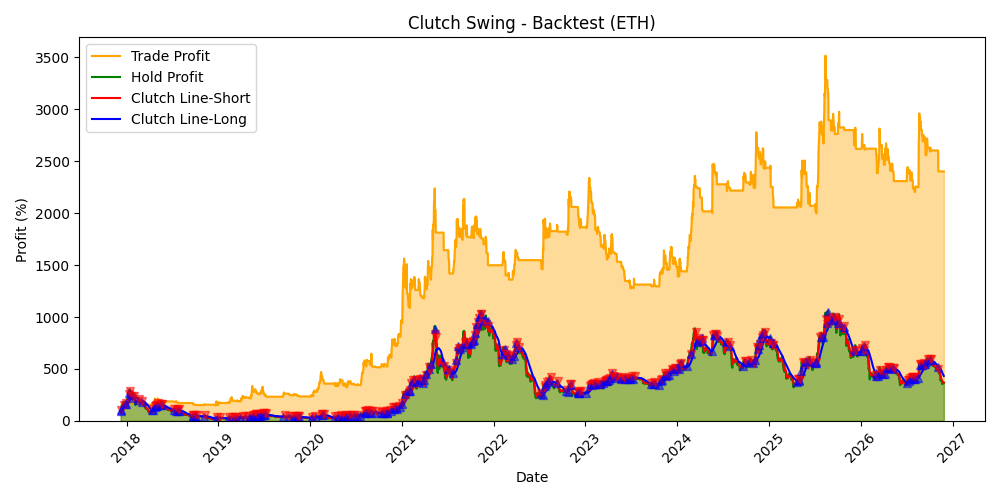 Clutch Swing - Backtest (ETH)
Trade Profit
Hold Profit
Clutch Line-Short
Clutch Line-Long
Profit (%)
3500
3000
2500
2000
1500
1000
500
0
2018
2019
2020
2021
2022
2023
2024
2025
2026
2027
Date